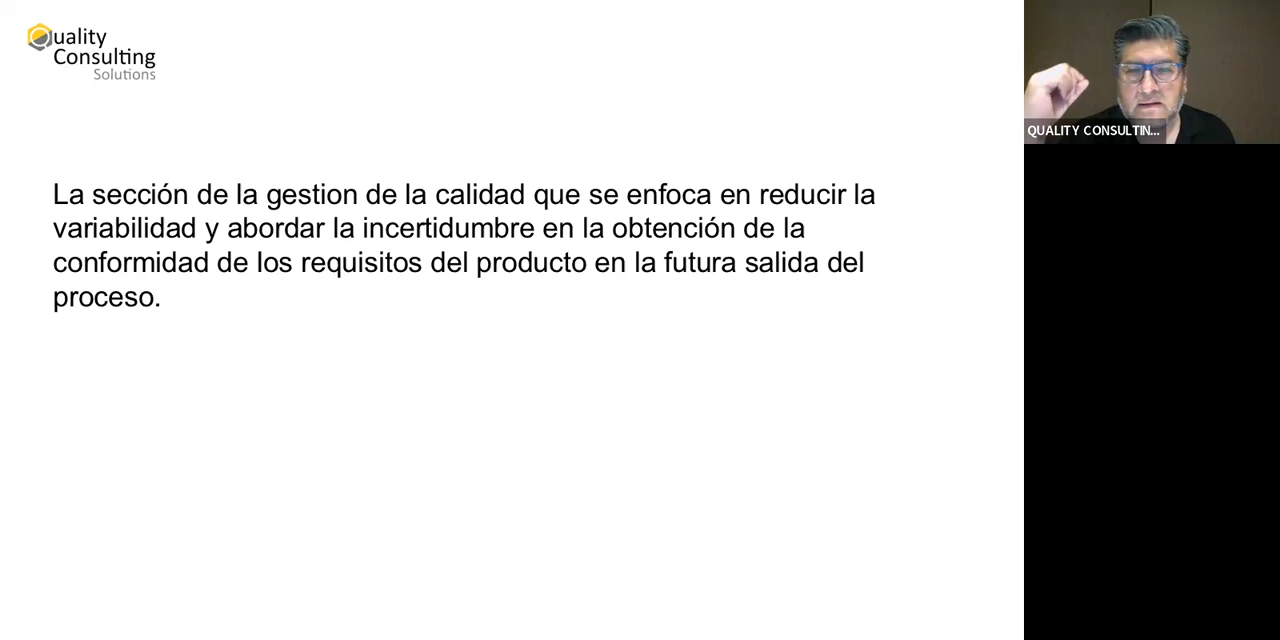 Quality
Consulting
Solutions
La sección de la gestion de la calidad que se enfoca en reducir la
variabilidad y abordar la incertidumbre en la obtención de la
conformidad de los requisitos del producto en la futura salida del
proceso.
QUALITY CONSULTIN...